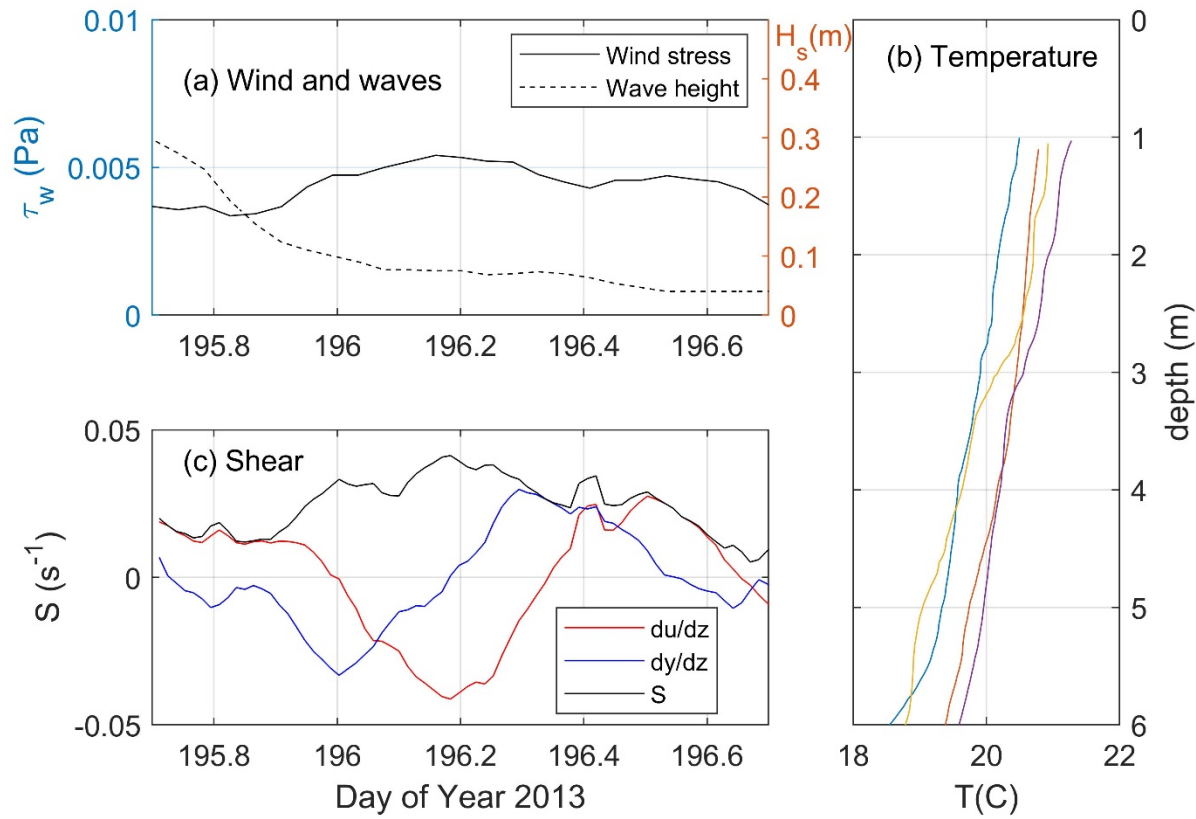 (a) Wind and waves
Wind stress
Wave height
τw (Pa)
0.01
0.005
0
Hs(m)
0.4
0.3
0.2
0.1
0
195.8 196 196.2 196.4 196.6
(b) Temperature
0
1
2
3
4
5
6
depth (m)
18 20 22
T(C)
(c) Shear
0.05
0
-0.05
S (s-1)
du/dz
dy/dz
S
195.8 196 196.2 196.4 196.6
Day of Year 2013